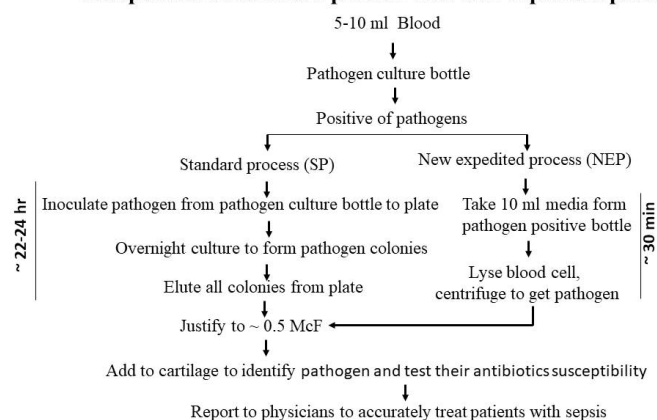 5-10 ml Blood
Pathogen culture bottle
Positive of pathogens
Standard process (SP)
New expedited process (NEP)
~ 22-24 hr
Inoculate pathogen from pathogen culture bottle to plate
Overnight culture to form pathogen colonies
Elute all colonies from plate
Take 10 ml media form
pathogen positive bottle
Lyse blood cell,
centrifuge to get pathogen
~ 30 min
Justify to ~ 0.5 McF
Add to cartilage to identify pathogen and test their antibiotics susceptibility
Report to physicians to accurately treat patients with sepsis